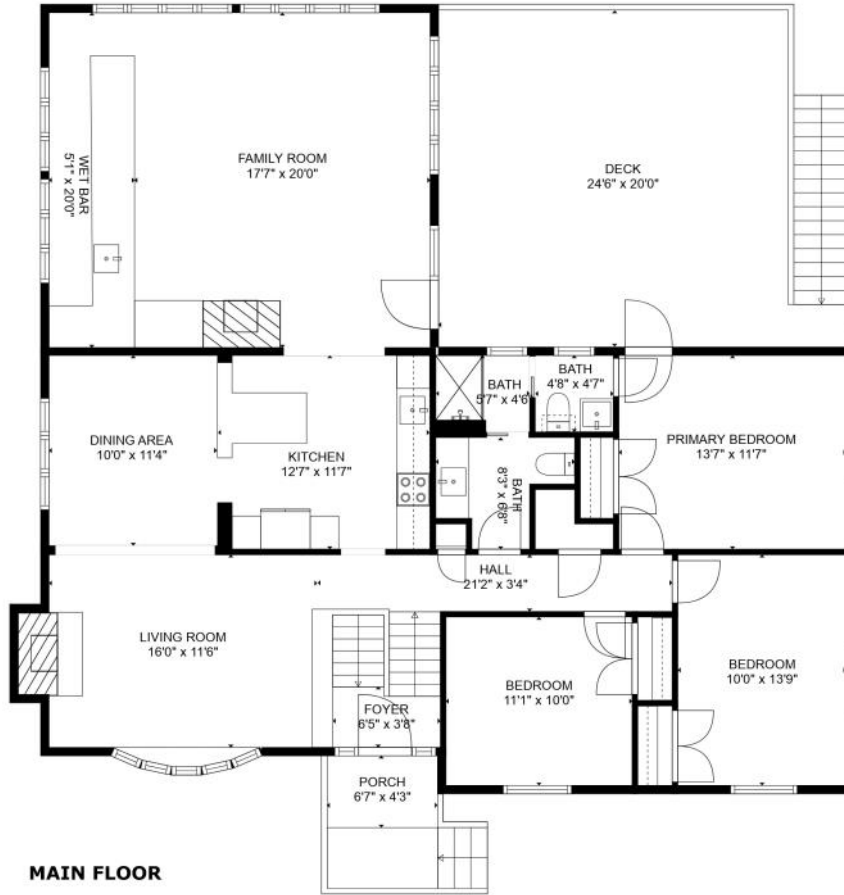 FAMILY ROOM
17'7" x 20'0"
WET BAR
5'1" x 20'0"
DECK
24'6" x 20'0"
BATH
5'7" x 4'6"
BATH
4'8" x 4'7"
DINING AREA
10'0" x 11'4"
KITCHEN
12'7" x 11'7"
PRIMARY BEDROOM
13'7" x 11'7"
BATH
8'3" x 6'8"
HALL
21'2" x 3'4"
LIVING ROOM
16'0" x 11'6"
BEDROOM
11'1" x 10'0"
BEDROOM
10'0" x 13'9"
FOYER
6'5" x 3'8"
PORCH
6'7" x 4'3"
MAIN FLOOR